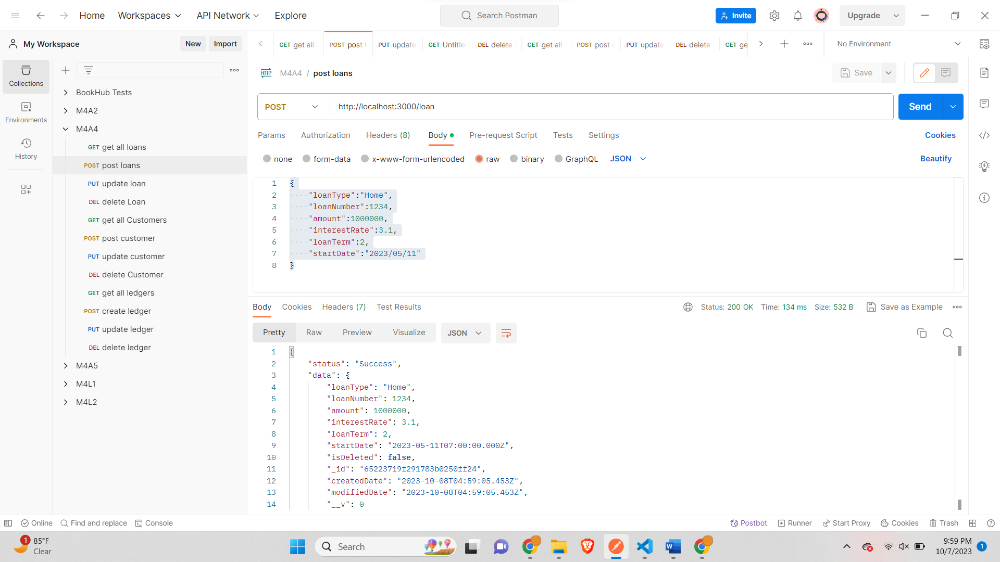 Home Workspaces API Network Explore Search Postman Invite Upgrade
My Workspace New Import
GET get all POST post PUT update GET Untitle DEL delete GET get all POST post PUT update DEL delete GET ge No Environment
Collections
Environments
History
BookHub Tests
M4A2
M4A4
GET get all loans
POST post loans
PUT update loan
DEL delete Loan
GET get all Customers
POST post customer
PUT update customer
DEL delete Customer
GET get all ledgers
POST create ledger
PUT update ledger
DEL delete ledger
M4A5
M4L1
M4L2
HTTP M4A4 / post loans Save
POST http://localhost:3000/loan Send
Params Authorization Headers (8) Body Pre-request Script Tests Settings Cookies
none form-data x-www-form-urlencoded raw binary GraphQL JSON Beautify
1 {
2 ····"loanType":"Home",
3 ····"loanNumber":1234,
4 ····"amount":1000000,
5 ····"interestRate":3.1,
6 ····"loanTerm":2,
7 ····"startDate":"2023/05/11"
8 }
Body Cookies Headers (7) Test Results Status: 200 OK Time: 134 ms Size: 532 B Save as Example
Pretty Raw Preview Visualize JSON
1 {
2 "status": "Success",
3 "data": {
4 "loanType": "Home",
5 "loanNumber": 1234,
6 "amount": 1000000,
7 "interestRate": 3.1,
8 "loanTerm": 2,
9 "startDate": "2023-05-11T07:00:00.000Z",
10 "isDeleted": false,
11 "_id": "65223719f291783b0250ff24",
12 "createdDate": "2023-10-08T04:59:05.453Z",
13 "modifiedDate": "2023-10-08T04:59:05.453Z",
14 "__v": 0
Online Find and replace Console Postbot Runner Start Proxy Cookies Trash
1 85°F
Clear
Search
9:59 PM
10/7/2023 1